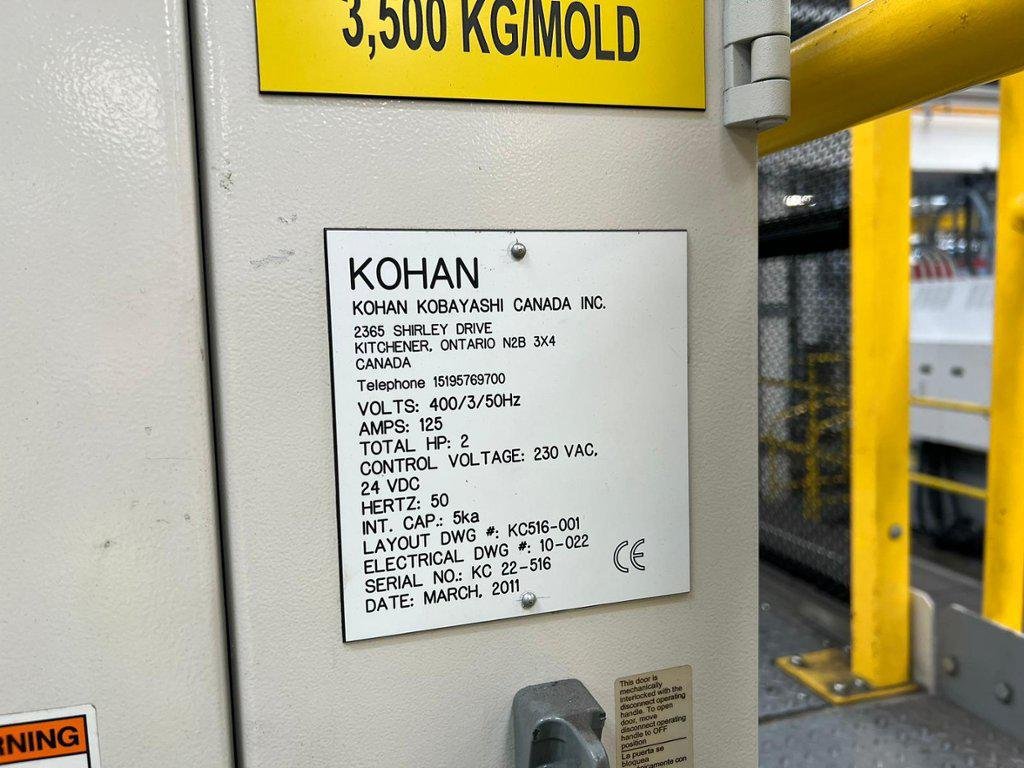 3,500 KG/MOLD
KOHAN
KOHAN KOBAYASHI CANADA INC.
2365 SHIRLEY DRIVE
KITCHENER, ONTARIO N2B 3X4
CANADA
Telephone 15195769700
VOLTS: 400/3/50Hz
AMPS: 125
TOTAL HP: 2
CONTROL VOLTAGE: 230 VAC,
24 VDC
HERTZ: 50
INT. CAP.: 5ka
LAYOUT DWG #: KC516-001
ELECTRICAL DWG #: 10-022
SERIAL NO.: KC 22-516
DATE: MARCH, 2011
CE
RNING
This door is
mechanically
interlocked with the
disconnect operating
handle. To open
door, move
disconnect operating
handle to OFF
position
La puerta se
bloquea